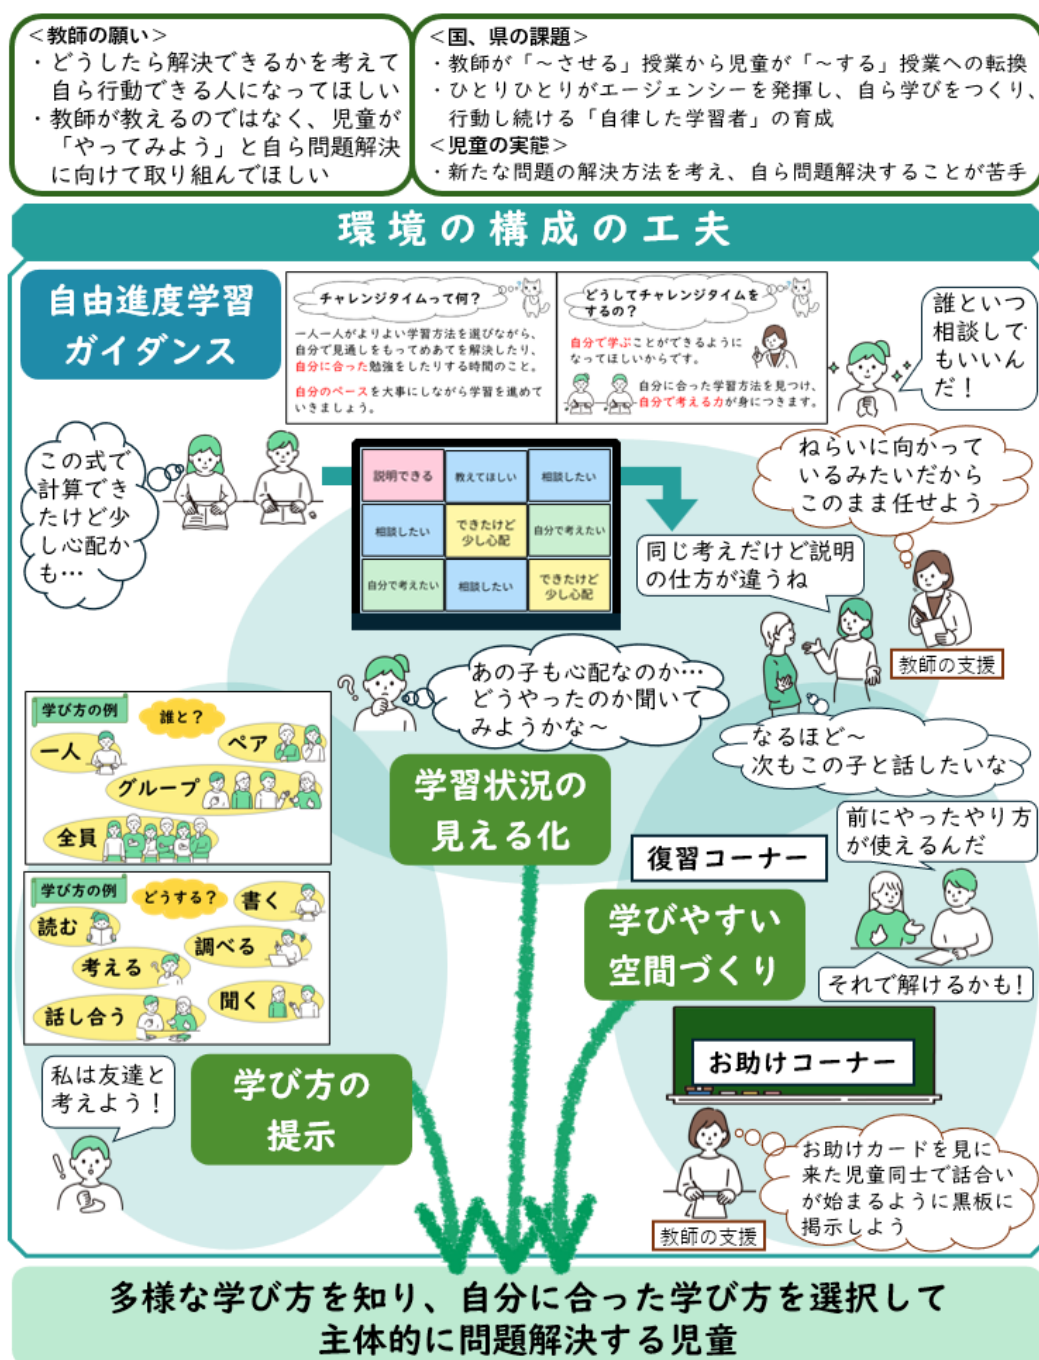 ＜教師の願い＞
・どうしたら解決できるかを考えて
自ら行動できる人になってほしい
・教師が教えるのではなく、児童が
「やってみよう」と自ら問題解決
に向けて取り組んでほしい
＜国、県の課題＞
・教師が「～させる」授業から児童が「～する」授業への転換
・ひとりひとりがエージェンシーを発揮し、自ら学びをつくり、
行動し続ける「自律した学習者」の育成
＜児童の実態＞
・新たな問題の解決方法を考え、自ら問題解決することが苦手
環境の構成の工夫
自由進度学習
ガイダンス
チャレンジタイムって何？
一人一人がよりよい学習方法を選びながら、
自分で見通しをもってめあてを解決したり、
自分に合った勉強をしたりする時間のこと。
自分のペースを大事にしながら学習を進めて
いきましょう。
どうしてチャレンジタイムを
するの？
自分で学ぶことができるように
なってほしいからです。
自分に合った学習方法を見つけ、
自分で考える力が身につきます。
誰といつ
相談して
もいいん
だ！
この式で
計算でき
たけど少
し心配か
も…
説明できる
教えてほしい
相談したい
相談したい
できたけど
少し心配
自分で考えたい
自分で考えたい
相談したい
できたけど
少し心配
ねらいに向かって
いるみたいだから
このまま任せよう
同じ考えだけど説明
の仕方が違うね
教師の支援
あの子も心配なのか…
どうやったのか聞いて
みようかな～
なるほど～
次もこの子と話したいな
学び方の例
誰と？
一人
ペア
グループ
全員
学習状況の
見える化
復習コーナー
前にやったやり方
が使えるんだ
学びやすい
空間づくり
それで解けるかも！
学び方の例
どうする？
書く
読む
調べる
考える
聞く
話し合う
お助けコーナー
私は友達と
考えよう！
学び方の
提示
お助けカードを見に
来た児童同士で話合い
が始まるように黒板に
掲示しよう
教師の支援
多様な学び方を知り、自分に合った学び方を選択して
主体的に問題解決する児童